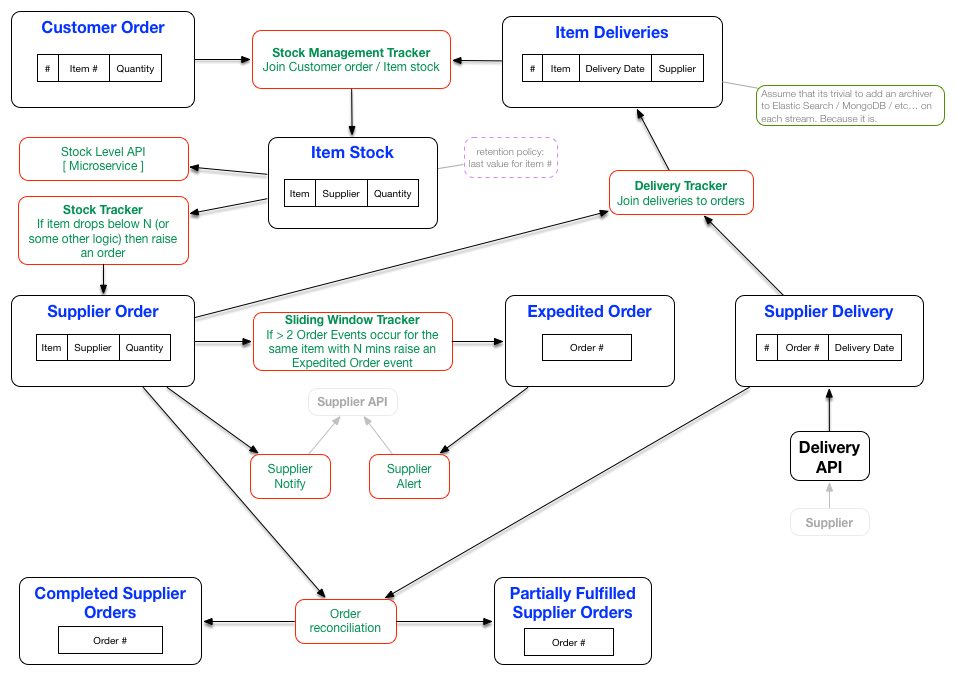 Customer Order
# Item # Quantity
Stock Management Tracker
Join Customer order / Item stock
Item Deliveries
# Item Delivery Date Supplier
Assume that its trivial to add an archiver
to Elastic Search / MongoDB / etc... on
each stream. Because it is.
Stock Level API
[ Microservice ]
Item Stock
Item Supplier Quantity
retention policy:
last value for item #
Delivery Tracker
Join deliveries to orders
Stock Tracker
If item drops below N (or
some other logic) then raise
an order
Supplier Order
Item Supplier Quantity
Sliding Window Tracker
If > 2 Order Events occur for the
same item with N mins raise an
Expedited Order event
Expedited Order
Order #
Supplier Delivery
# Order # Delivery Date
Supplier API
Supplier
Notify
Supplier
Alert
Delivery
API
Supplier
Completed Supplier
Orders
Order #
Order
reconciliation
Partially Fulfilled
Supplier Orders
Order #